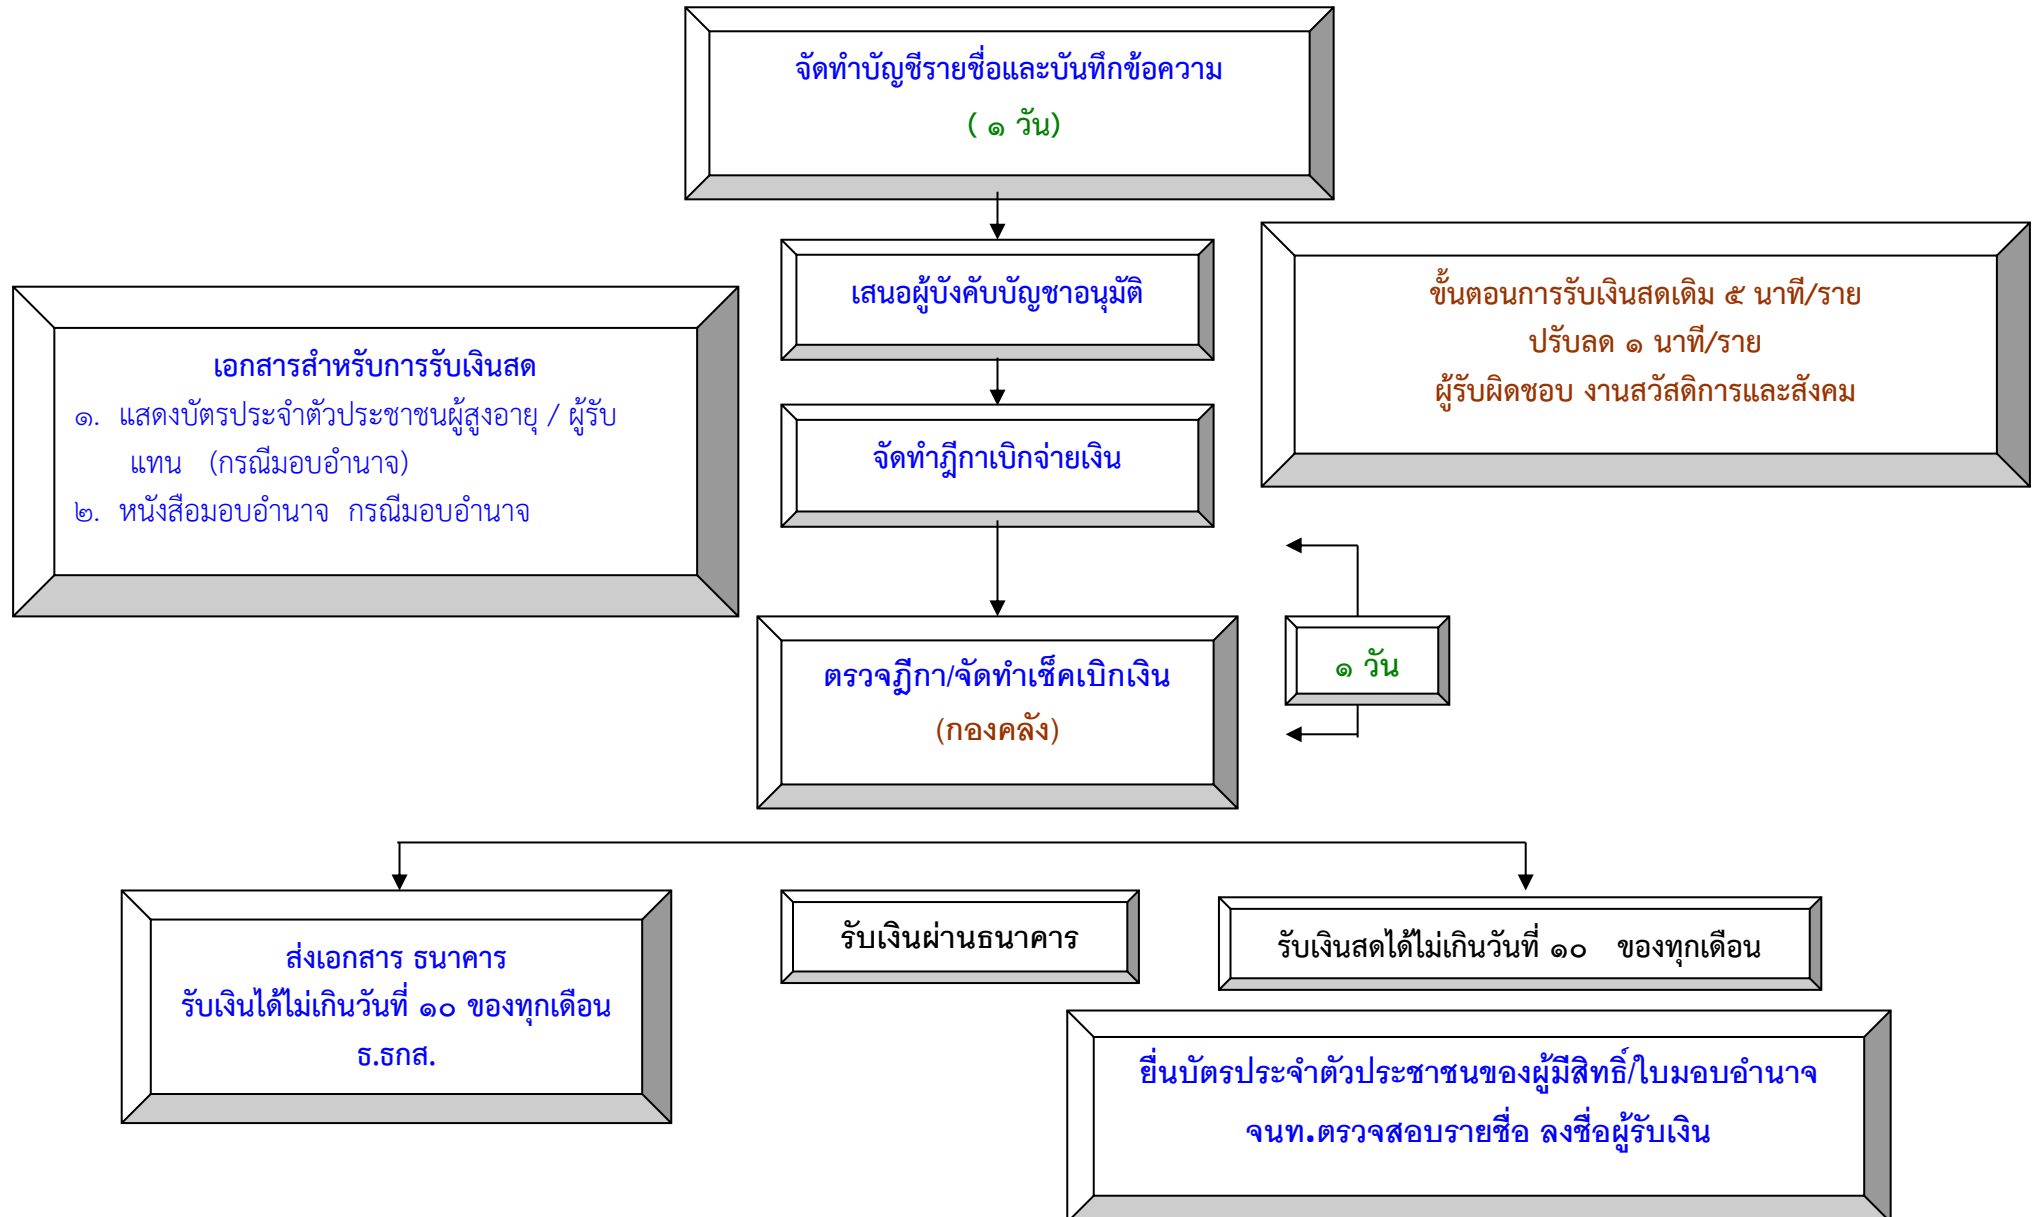 จัดทำบัญชีรายชื่อและบันทึกข้อความ
( ๑ วัน)
เสนอผู้บังคับบัญชาอนุมัติ
ขั้นตอนการรับเงินสดเดิม ๕ นาที/ราย
ปรับลด ๑ นาที/ราย
ผู้รับผิดชอบ งานสวัสดิการและสังคม
เอกสารสำหรับการรับเงินสด
๑. แสดงบัตรประจำตัวประชาชนผู้สูงอายุ / ผู้รับ
แทน (กรณีมอบอำนาจ)
๒. หนังสือมอบอำนาจ กรณีมอบอำนาจ
จัดทำฎีกาเบิกจ่ายเงิน
ตรวจฎีกา/จัดทำเช็คเบิกเงิน
(กองคลัง)
๑ วัน
ส่งเอกสาร ธนาคาร
รับเงินได้ไม่เกินวันที่ ๑๐ ของทุกเดือน
ธ.ธกส.
รับเงินผ่านธนาคาร
รับเงินสดได้ไม่เกินวันที่ ๑๐ ของทุกเดือน
ยื่นบัตรประจำตัวประชาชนของผู้มีสิทธิ์/ใบมอบอำนาจ
จนท.ตรวจสอบรายชื่อ ลงชื่อผู้รับเงิน